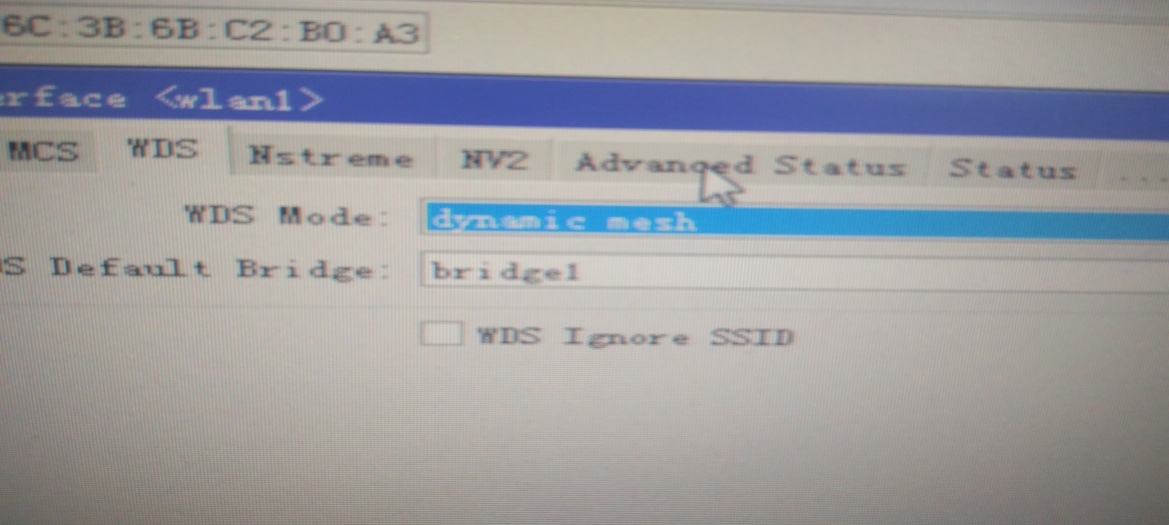 6C:3B:6B:C2:B0:A3
erface <wlan1>
MCS WDS Nstreme NV2 Advanced Status Status ...
WDS Mode: dynamic mesh
S Default Bridge: bridge1
WDS Ignore SSID